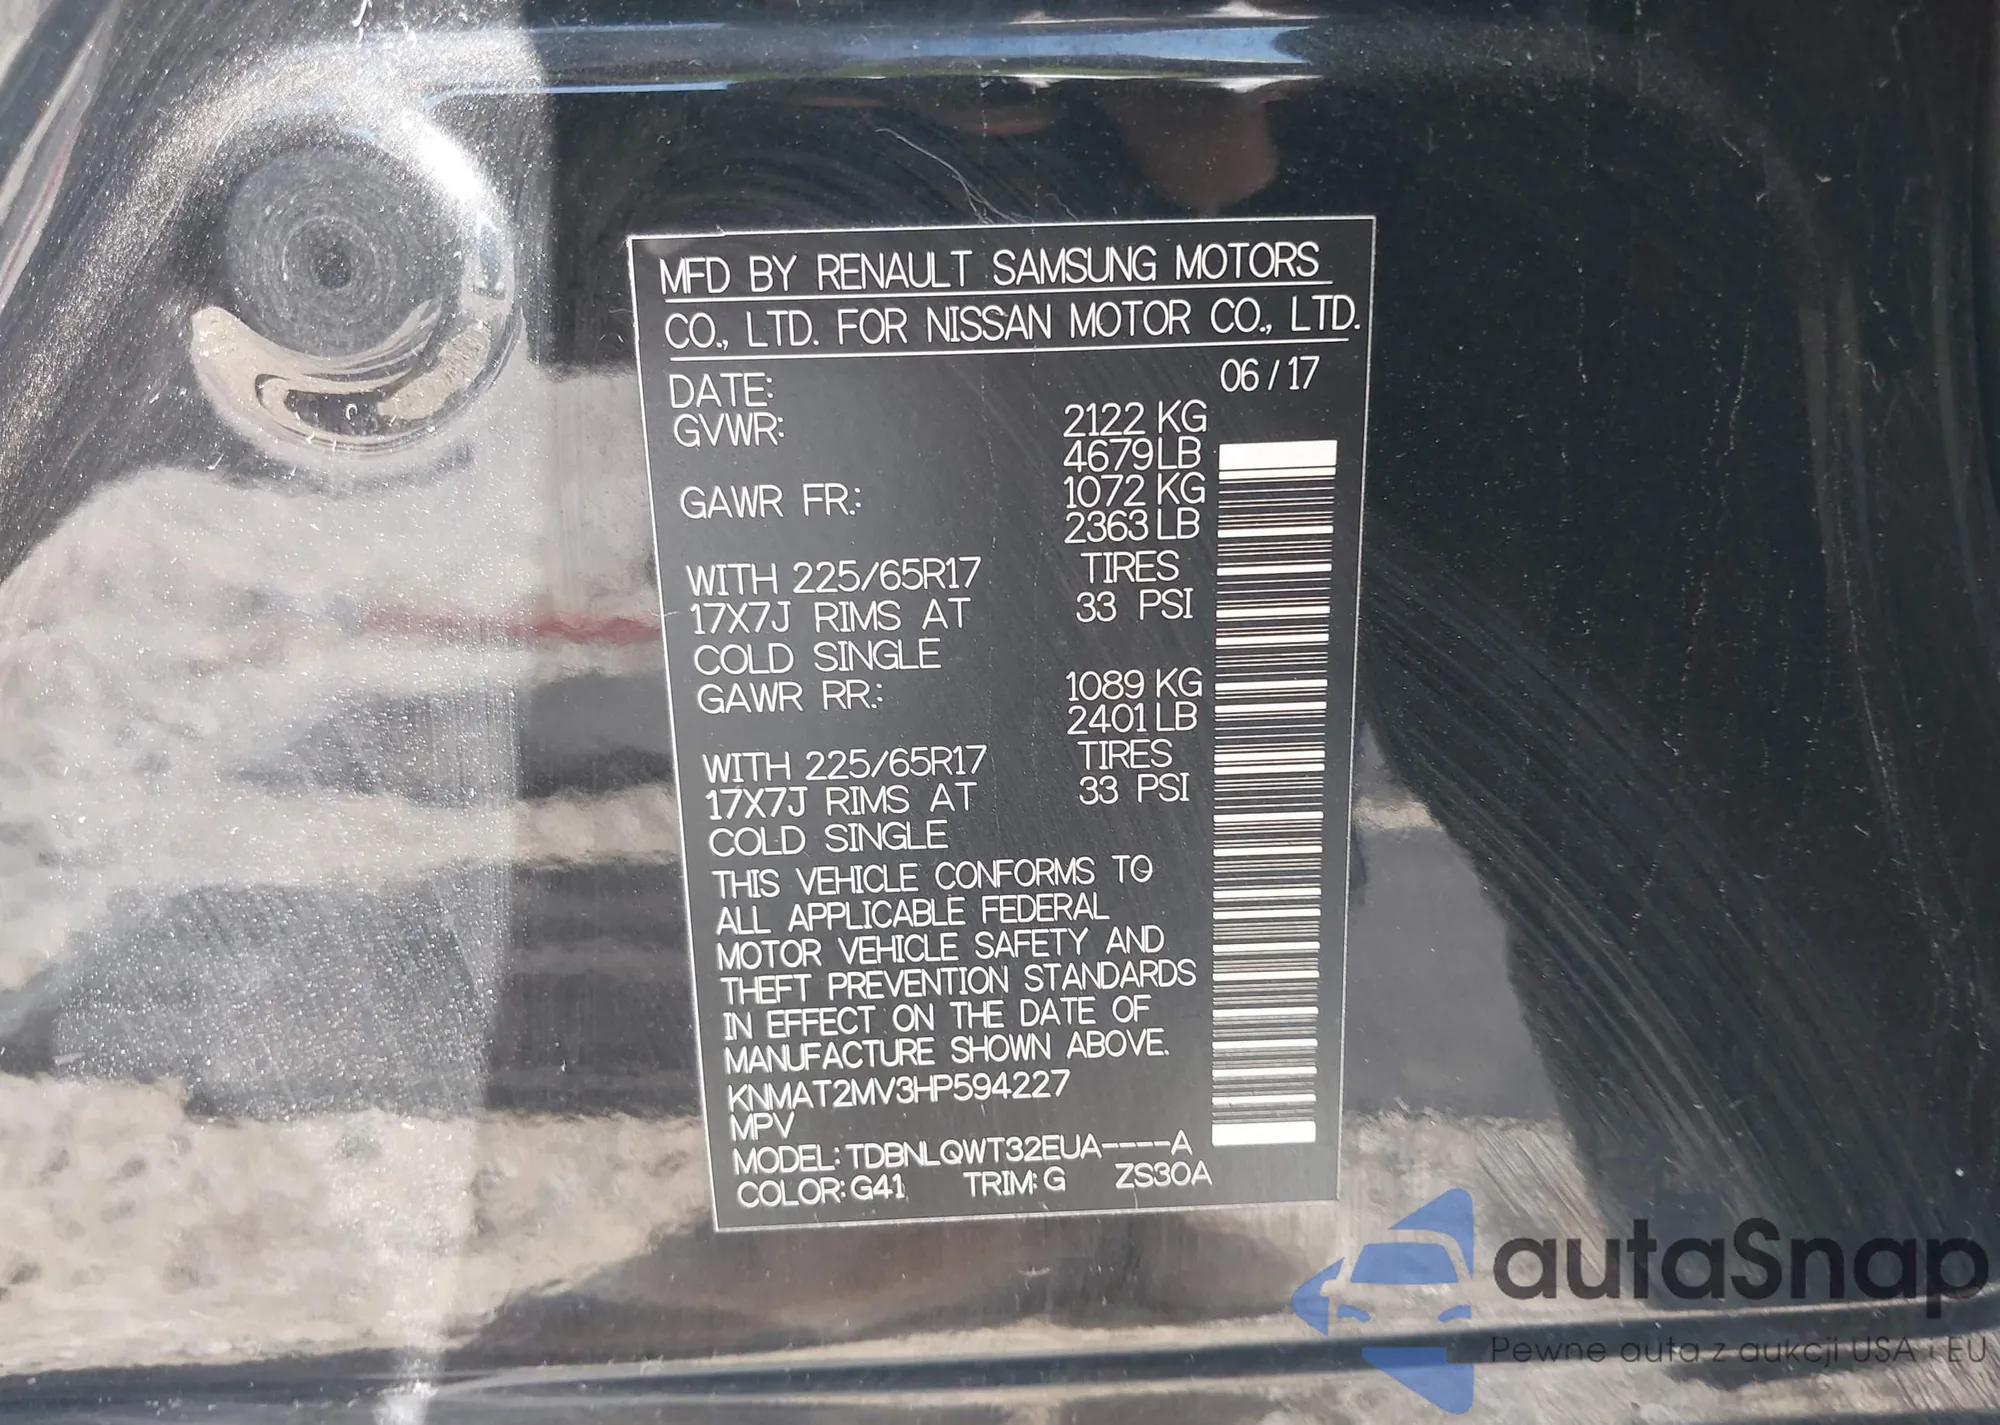 MFD BY RENAULT SAMSUNG MOTORS
CO., LTD. FOR NISSAN MOTOR CO., LTD.
DATE: 06 / 17
GVWR: 2122 KG
4679 LB
GAWR FR.: 1072 KG
2363 LB
WITH 225/65R17 TIRES
17X7J RIMS AT 33 PSI
COLD SINGLE
GAWR RR.: 1089 KG
2401 LB
WITH 225/65R17 TIRES
17X7J RIMS AT 33 PSI
COLD SINGLE
THIS VEHICLE CONFORMS TO
ALL APPLICABLE FEDERAL
MOTOR VEHICLE SAFETY AND
THEFT PREVENTION STANDARDS
IN EFFECT ON THE DATE OF
MANUFACTURE SHOWN ABOVE.
KNMAT2MV3HP594227
MPV
MODEL: TDBNLQWT32EUA----A
COLOR: G41 TRIM: G ZS30A
autaSnap
Pewne auta z aukcji USA i EU